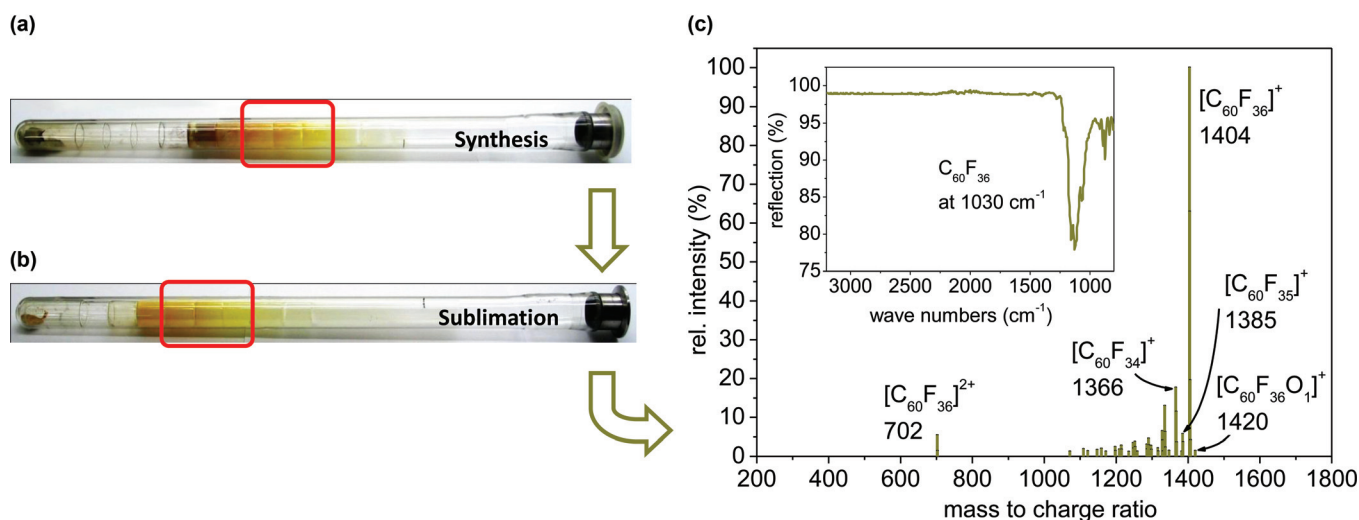 (a)
Synthesis
(b)
Sublimation
(c)
rel. intensity (%)
100
90
80
70
60
50
40
30
20
10
0
200 400 600 800 1000 1200 1400 1600 1800
mass to charge ratio
reflection (%)
100
95
90
85
80
75
3000 2500 2000 1500 1000
wave numbers (cm⁻¹)
C₆₀F₃₆
at 1030 cm⁻¹
[C₆₀F₃₆]⁺
1404
[C₆₀F₃₅]⁺
1385
[C₆₀F₃₄]⁺
1366
[C₆₀F₃₆O₁]⁺
1420
[C₆₀F₃₆]²⁺
702